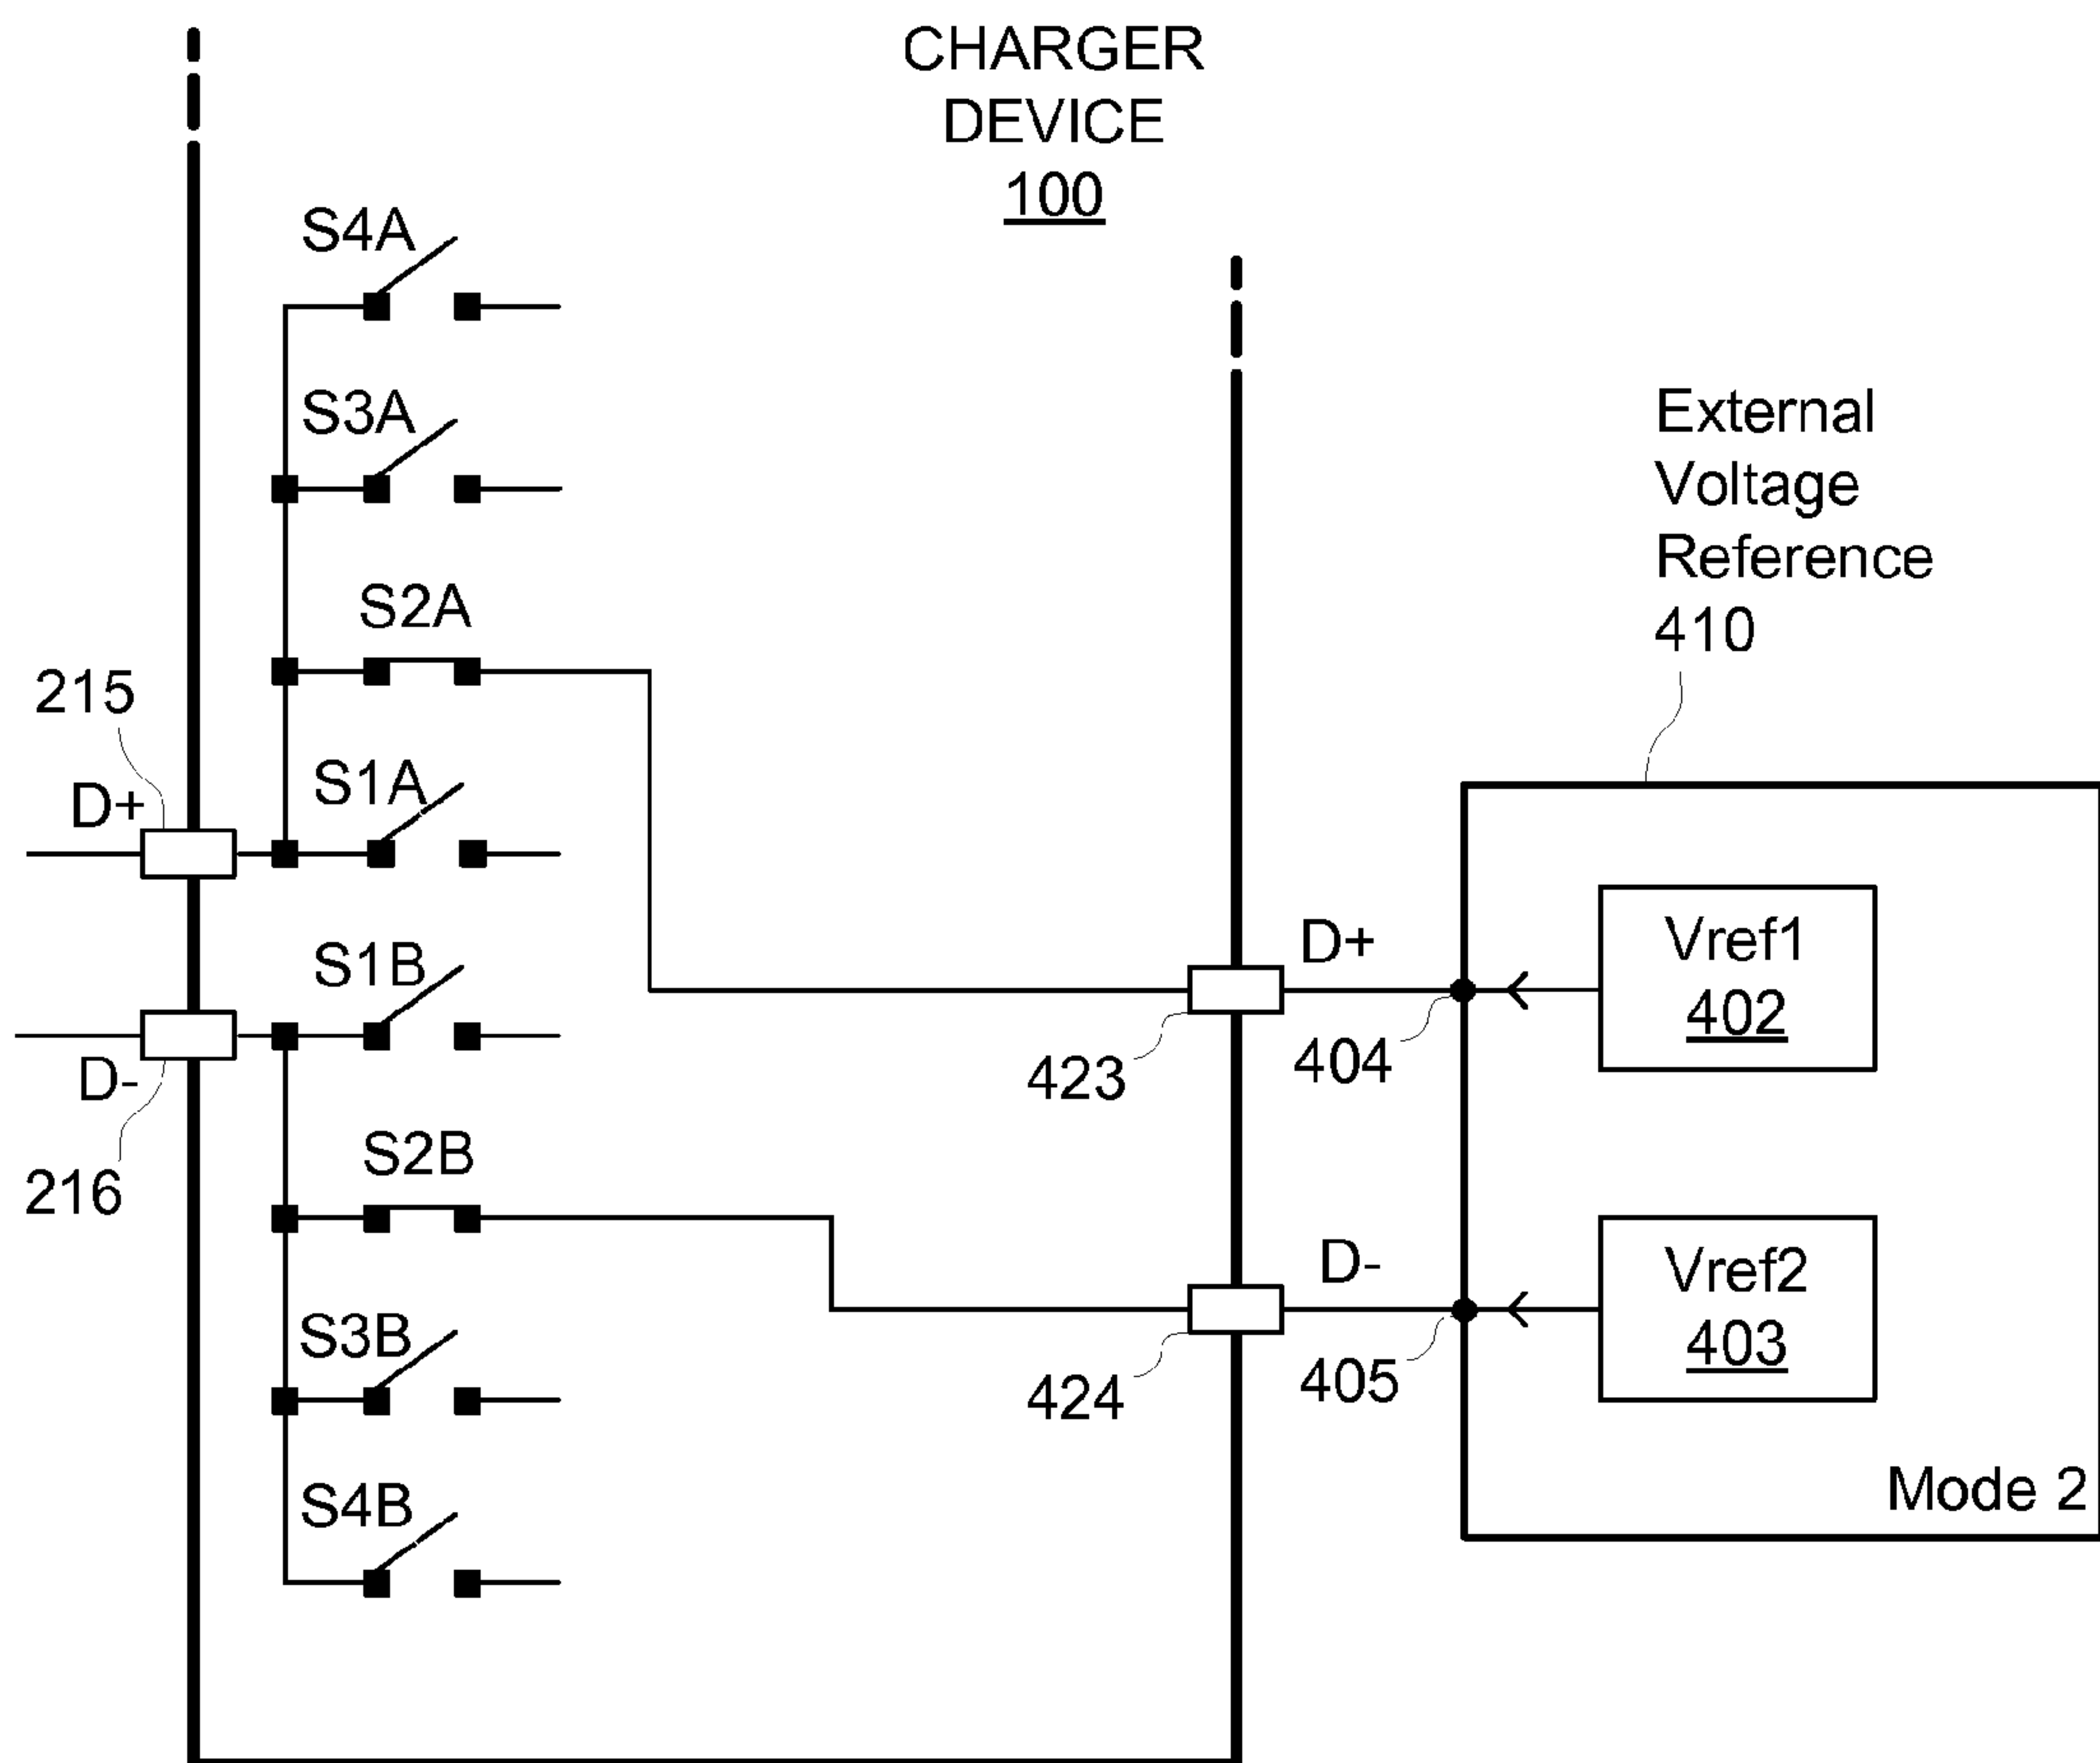 CHARGER
DEVICE
100
S4A
S3A
S2A
S1A
215
D+
S1B
D-
216
S2B
S3B
S4B
External
Voltage
Reference
410
D+
423
404
Vref1
402
D-
424
405
Vref2
403
Mode 2